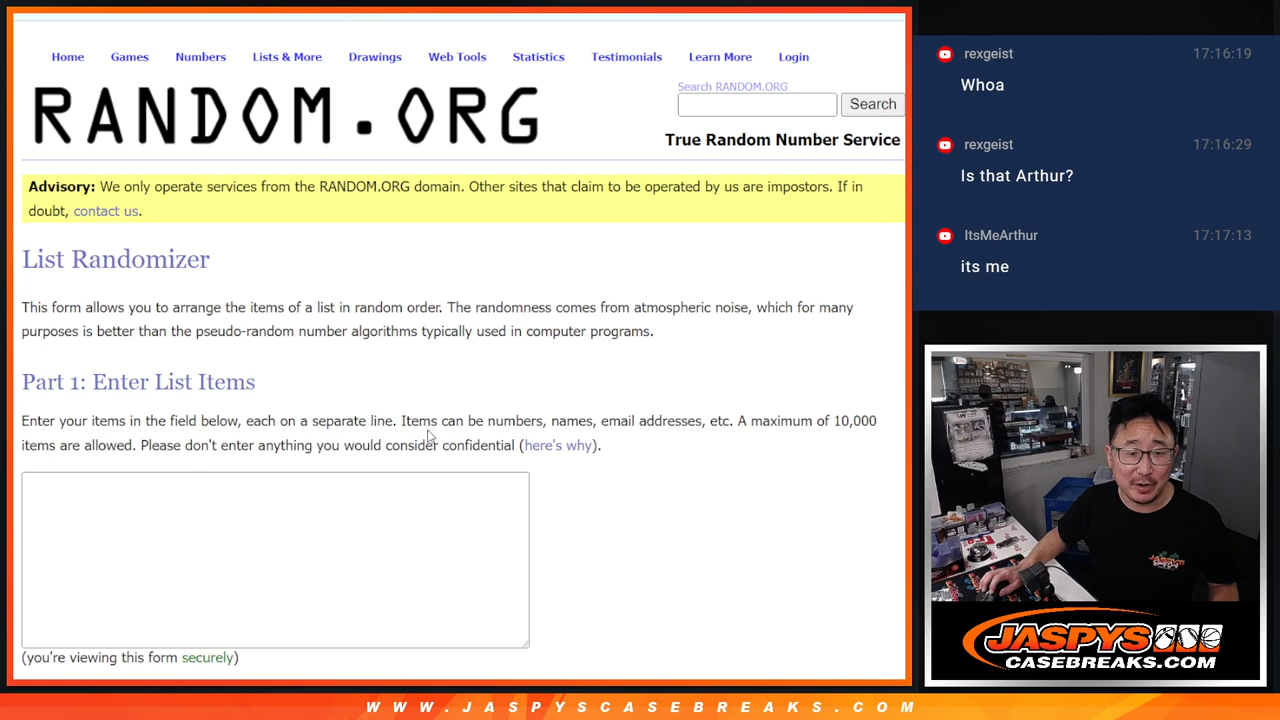 Home Games Numbers Lists & More Drawings Web Tools Statistics Testimonials Learn More Login
RANDOM.ORG
Search RANDOM.ORG
Search
True Random Number Service
Advisory: We only operate services from the RANDOM.ORG domain. Other sites that claim to be operated by us are impostors. If in
doubt, contact us.
List Randomizer
This form allows you to arrange the items of a list in random order. The randomness comes from atmospheric noise, which for many
purposes is better than the pseudo-random number algorithms typically used in computer programs.
Part 1: Enter List Items
Enter your items in the field below, each on a separate line. Items can be numbers, names, email addresses, etc. A maximum of 10,000
items are allowed. Please don't enter anything you would consider confidential (here's why).
(you're viewing this form securely)
rexgeist 17:16:19
Whoa
rexgeist 17:16:29
Is that Arthur?
ItsMeArthur 17:17:13
its me
JASPYS
CASEBREAKS.COM
WWW.JASPYSCASEBREAKS.COM